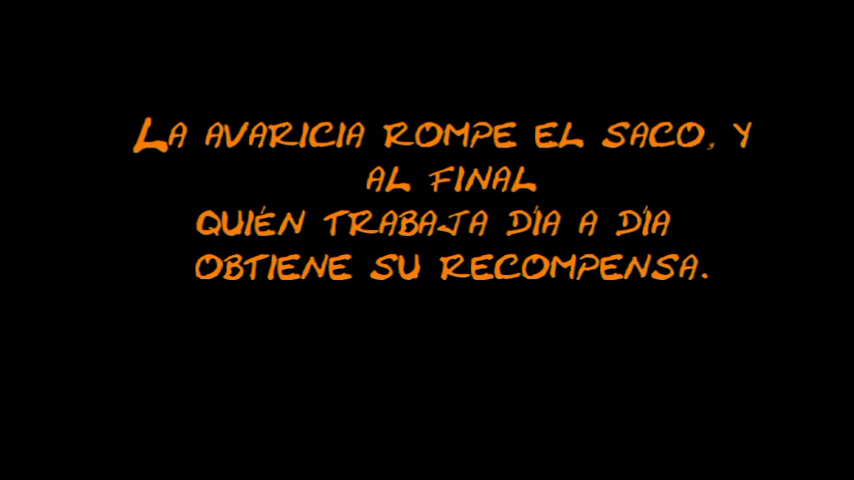 La avaricia rompe el saco, y
al final
quién trabaja día a día
obtiene su recompensa.